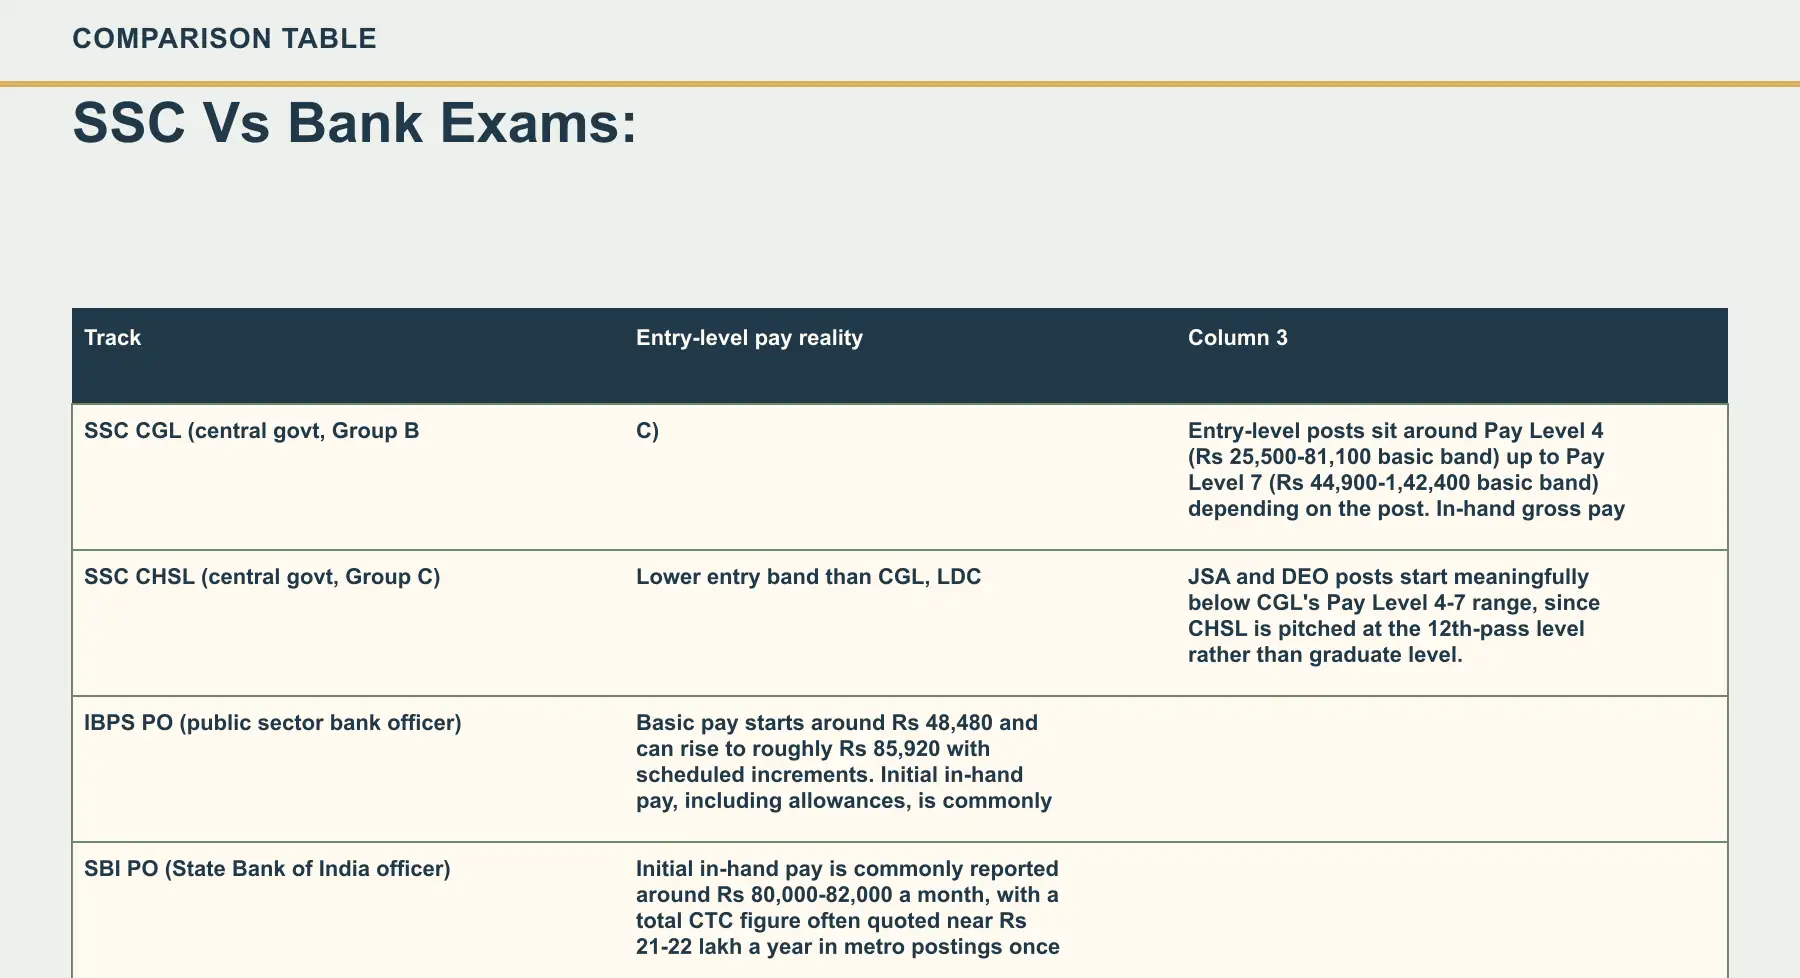 COMPARISON TABLE
SSC Vs Bank Exams:
Track
Entry-level pay reality
Column 3
SSC CGL (central govt, Group B
C)
Entry-level posts sit around Pay Level 4
(Rs 25,500-81,100 basic band) up to Pay
Level 7 (Rs 44,900-1,42,400 basic band)
depending on the post. In-hand gross pay
SSC CHSL (central govt, Group C)
Lower entry band than CGL, LDC
JSA and DEO posts start meaningfully
below CGL's Pay Level 4-7 range, since
CHSL is pitched at the 12th-pass level
rather than graduate level.
IBPS PO (public sector bank officer)
Basic pay starts around Rs 48,480 and
can rise to roughly Rs 85,920 with
scheduled increments. Initial in-hand
pay, including allowances, is commonly
SBI PO (State Bank of India officer)
Initial in-hand pay is commonly reported
around Rs 80,000-82,000 a month, with a
total CTC figure often quoted near Rs
21-22 lakh a year in metro postings once